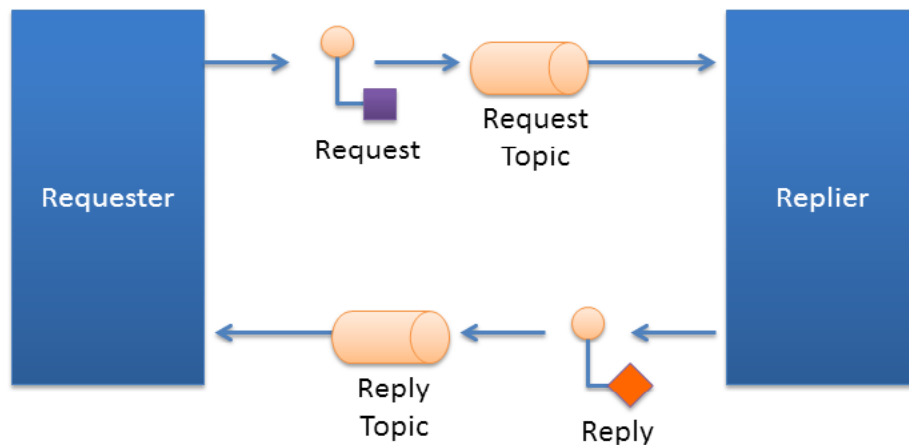 Requester
Request
Request
Topic
Replier
Reply
Topic
Reply